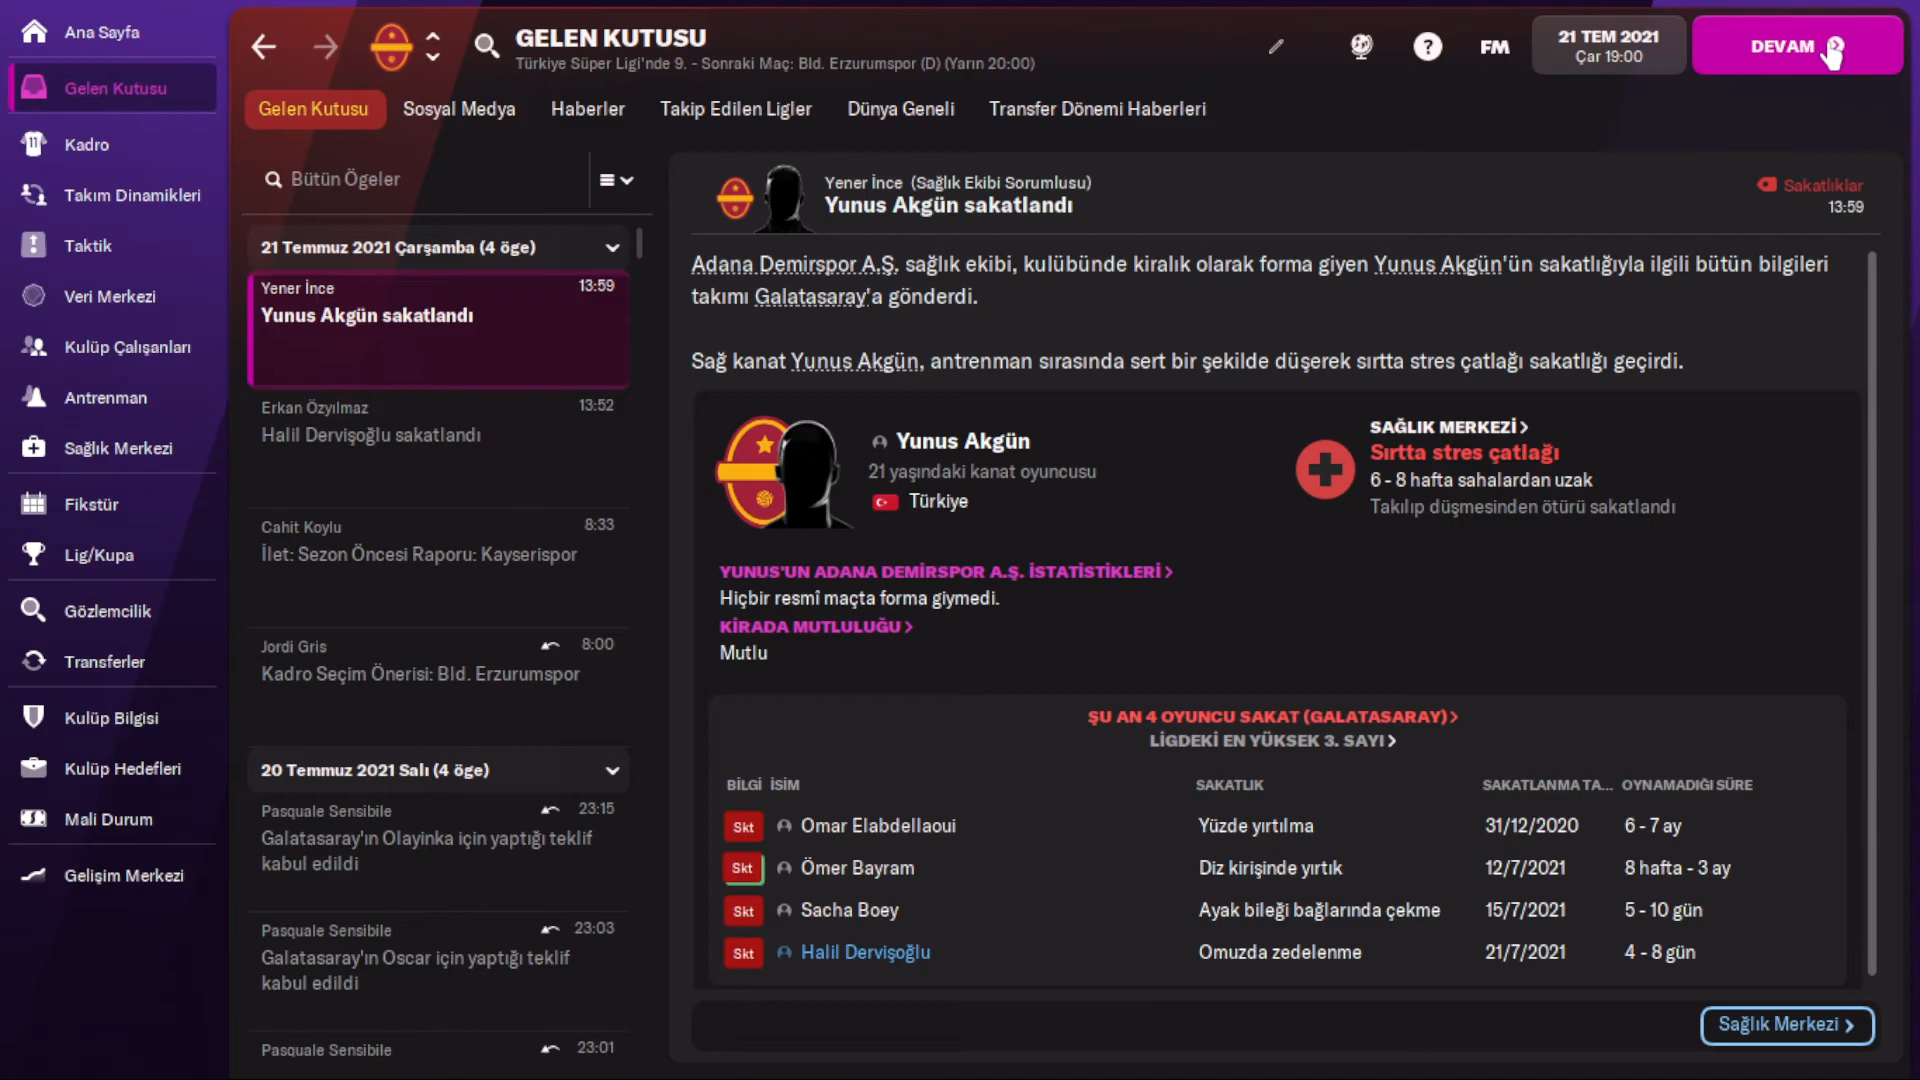 Ana Sayfa
Gelen Kutusu
Kadro
Takım Dinamikleri
Taktik
Veri Merkezi
Kulüp Çalışanları
Antrenman
Sağlık Merkezi
Fikstür
Lig/Kupa
Gözlemcilik
Transferler
Kulüp Bilgisi
Kulüp Hedefleri
Mali Durum
Gelişim Merkezi
GELEN KUTUSU
Türkiye Süper Ligi'nde 9. - Sonraki Maç: Bld. Erzurumspor (D) (Yarın 20:00)
FM
21 TEM 2021
Çar 19:00
DEVAM
Gelen Kutusu Sosyal Medya Haberler Takip Edilen Ligler Dünya Geneli Transfer Dönemi Haberleri
Bütün Ögeler
21 Temmuz 2021 Çarşamba (4 öge)
Yener İnce 13:59
Yunus Akgün sakatlandı
Erkan Özyılmaz 13:52
Halil Dervişoğlu sakatlandı
Cahit Koylu 8:33
İlet: Sezon Öncesi Raporu: Kayserispor
Jordi Gris 8:00
Kadro Seçim Önerisi: Bld. Erzurumspor
20 Temmuz 2021 Salı (4 öge)
Pasquale Sensibile 23:15
Galatasaray'ın Olayinka için yaptığı teklif
kabul edildi
Pasquale Sensibile 23:03
Galatasaray'ın Oscar için yaptığı teklif
kabul edildi
Pasquale Sensibile 23:01
Yener İnce (Sağlık Ekibi Sorumlusu)
Yunus Akgün sakatlandı
Sakatlıklar
13:59
Adana Demirspor A.Ş. sağlık ekibi, kulübünde kiralık olarak forma giyen Yunus Akgün'ün sakatlığıyla ilgili bütün bilgileri
takımı Galatasaray'a gönderdi.
Sağ kanat Yunus Akgün, antrenman sırasında sert bir şekilde düşerek sırtta stres çatlağı sakatlığı geçirdi.
Yunus Akgün
21 yaşındaki kanat oyuncusu
Türkiye
SAĞLIK MERKEZİ
Sırtta stres çatlağı
6 - 8 hafta sahalardan uzak
Takılıp düşmesinden ötürü sakatlandı
YUNUS'UN ADANA DEMİRSPOR A.Ş. İSTATİSTİKLERİ
Hiçbir resmî maçta forma giymedi.
KİRADA MUTLULUĞU
Mutlu
ŞU AN 4 OYUNCU SAKAT (GALATASARAY)
LİGDEKİ EN YÜKSEK 3. SAYI
BİLGİ İSİM SAKATLIK SAKATLANMA TA... OYNAMADIĞI SÜRE
Skt Omar Elabdellaoui Yüzde yırtılma 31/12/2020 6 - 7 ay
Skt Ömer Bayram Diz kirişinde yırtık 12/7/2021 8 hafta - 3 ay
Skt Sacha Boey Ayak bileği bağlarında çekme 15/7/2021 5 - 10 gün
Skt Halil Dervişoğlu Omuzda zedelenme 21/7/2021 4 - 8 gün
Sağlık Merkezi